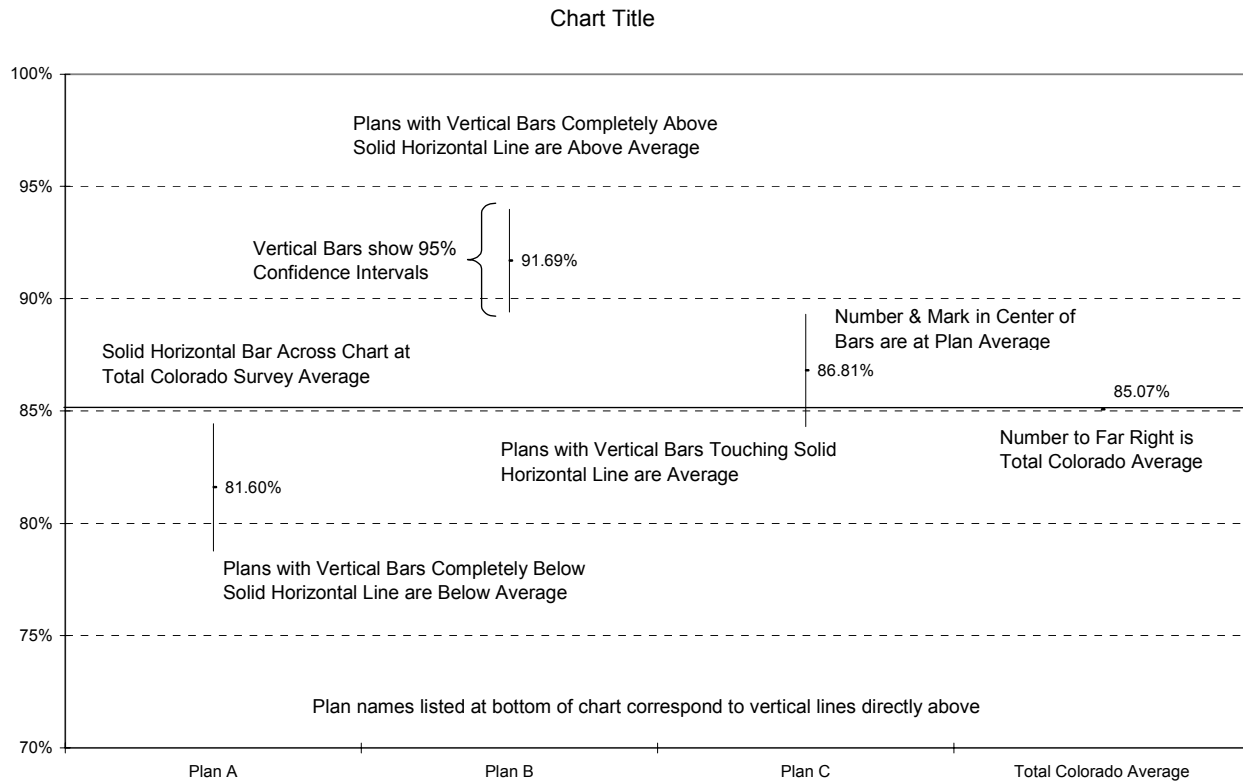 Chart Title
100%
Plans with Vertical Bars Completely Above
Solid Horizontal Line are Above Average
95%
Vertical Bars show 95%
Confidence Intervals
91.69%
90%
Number & Mark in Center of
Bars are at Plan Average
Solid Horizontal Bar Across Chart at
Total Colorado Survey Average
86.81%
85.07%
85%
Plans with Vertical Bars Touching Solid
Horizontal Line are Average
Number to Far Right is
Total Colorado Average
81.60%
80%
Plans with Vertical Bars Completely Below
Solid Horizontal Line are Below Average
75%
Plan names listed at bottom of chart correspond to vertical lines directly above
70%
Plan A
Plan B
Plan C
Total Colorado Average